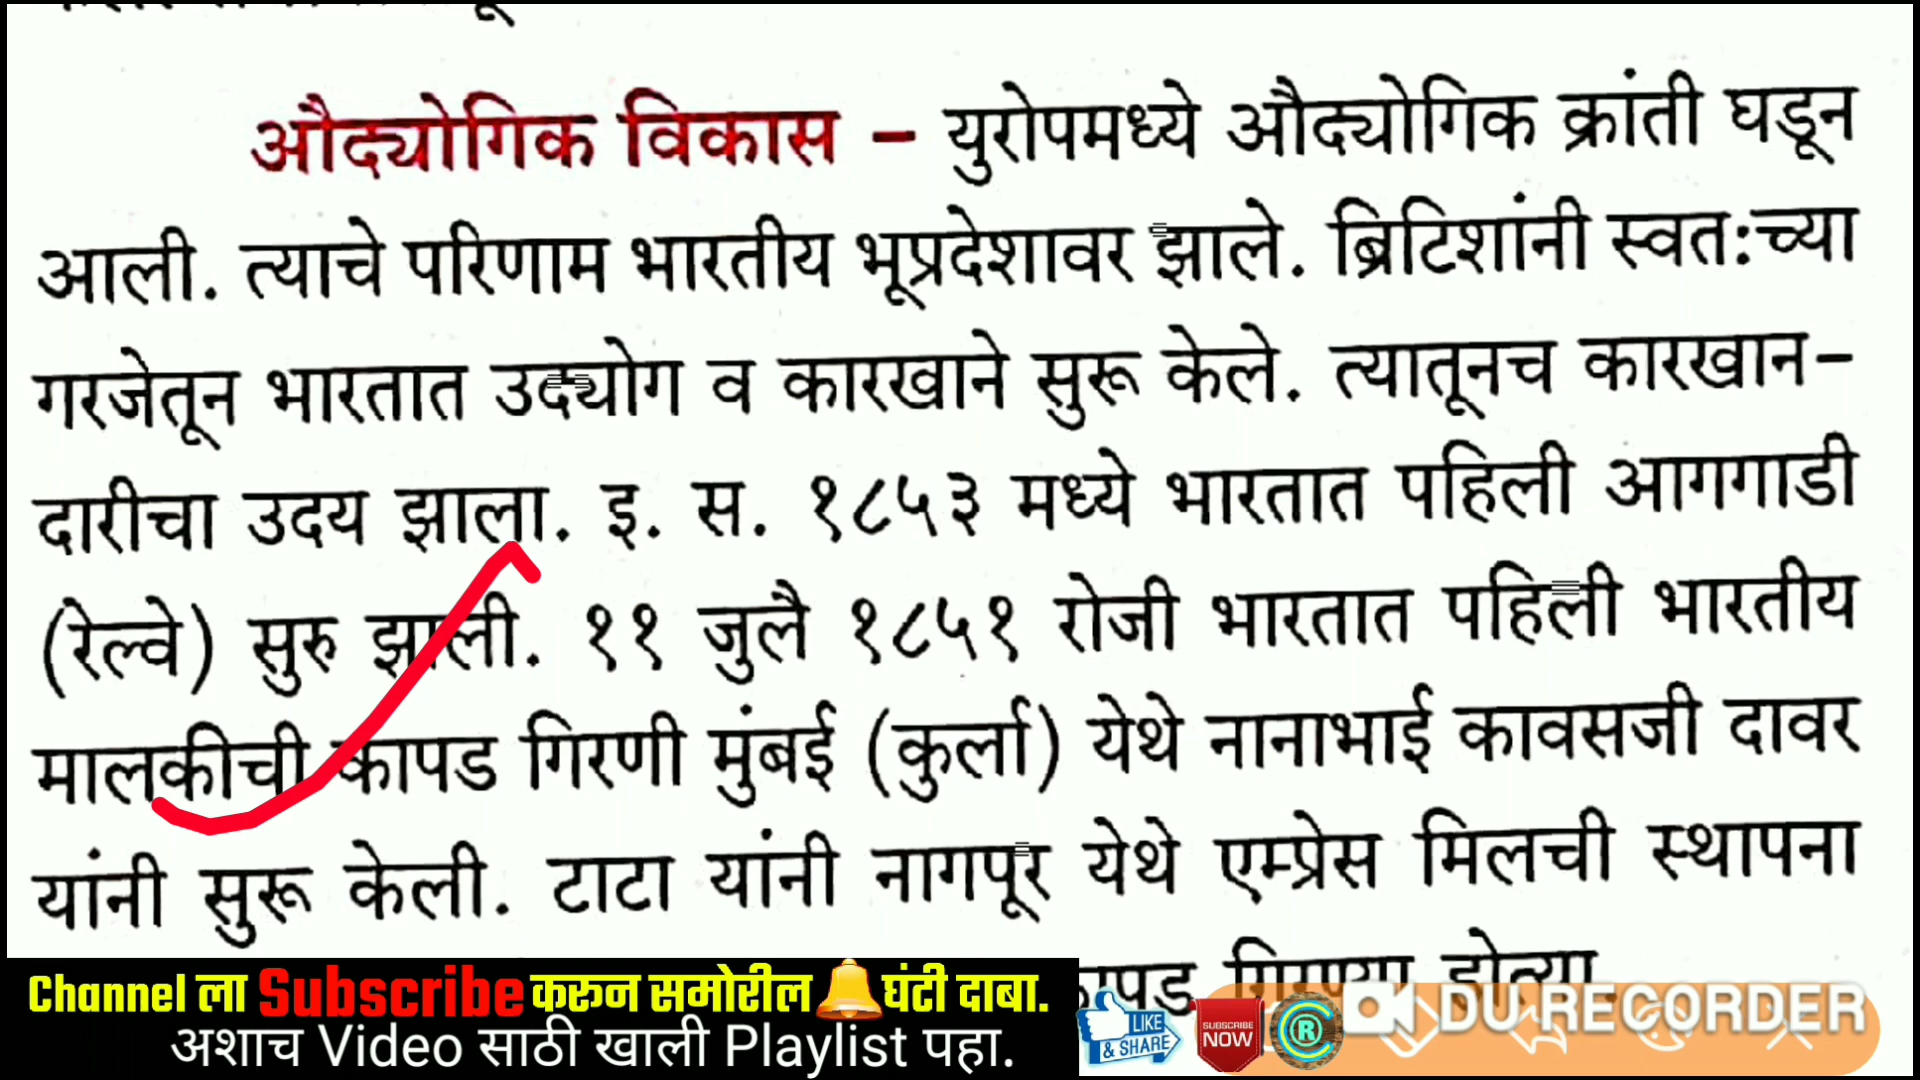 औद्योगिक विकास – युरोपमध्ये औद्योगिक क्रांती घडून
आली. त्याचे परिणाम भारतीय भूप्रदेशावर झाले. ब्रिटिशांनी स्वत:च्या
गरजेतून भारतात उद्योग व कारखाने सुरू केले. त्यातूनच कारखान–
दारीचा उदय झाला. इ. स. १८५३ मध्ये भारतात पहिली आगगाडी
(रेल्वे) सुरु झाली. ११ जुलै १८५१ रोजी भारतात पहिली भारतीय
मालकीची कापड गिरणी मुंबई (कुर्ला) येथे नानाभाई कावसजी दावर
यांनी सुरू केली. टाटा यांनी नागपूर येथे एम्प्रेस मिलची स्थापना
Channel ला Subscribe करून समोरील घंटी दाबा.
अशाच Video साठी खाली Playlist पहा.
LIKE
& SHARE
SUBSCRIBE
NOW
R
DU RECORDER